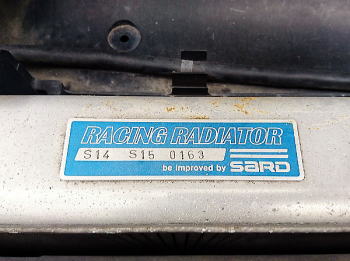 RACING RADIATOR
S14 S15 0163
be improved by SARD